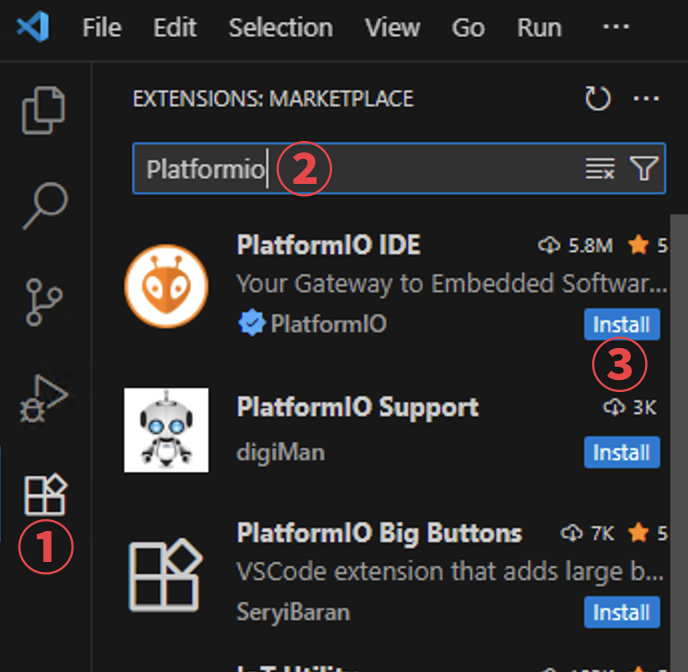 File Edit Selection View Go Run ...
EXTENSIONS: MARKETPLACE
Platformio 2
PlatformIO IDE 5.8M 5
Your Gateway to Embedded Softwar...
PlatformIO Install
3
PlatformIO Support 3K
digiMan Install
1
PlatformIO Big Buttons 7K 5
VSCode extension that adds large b...
SeryiBaran Install